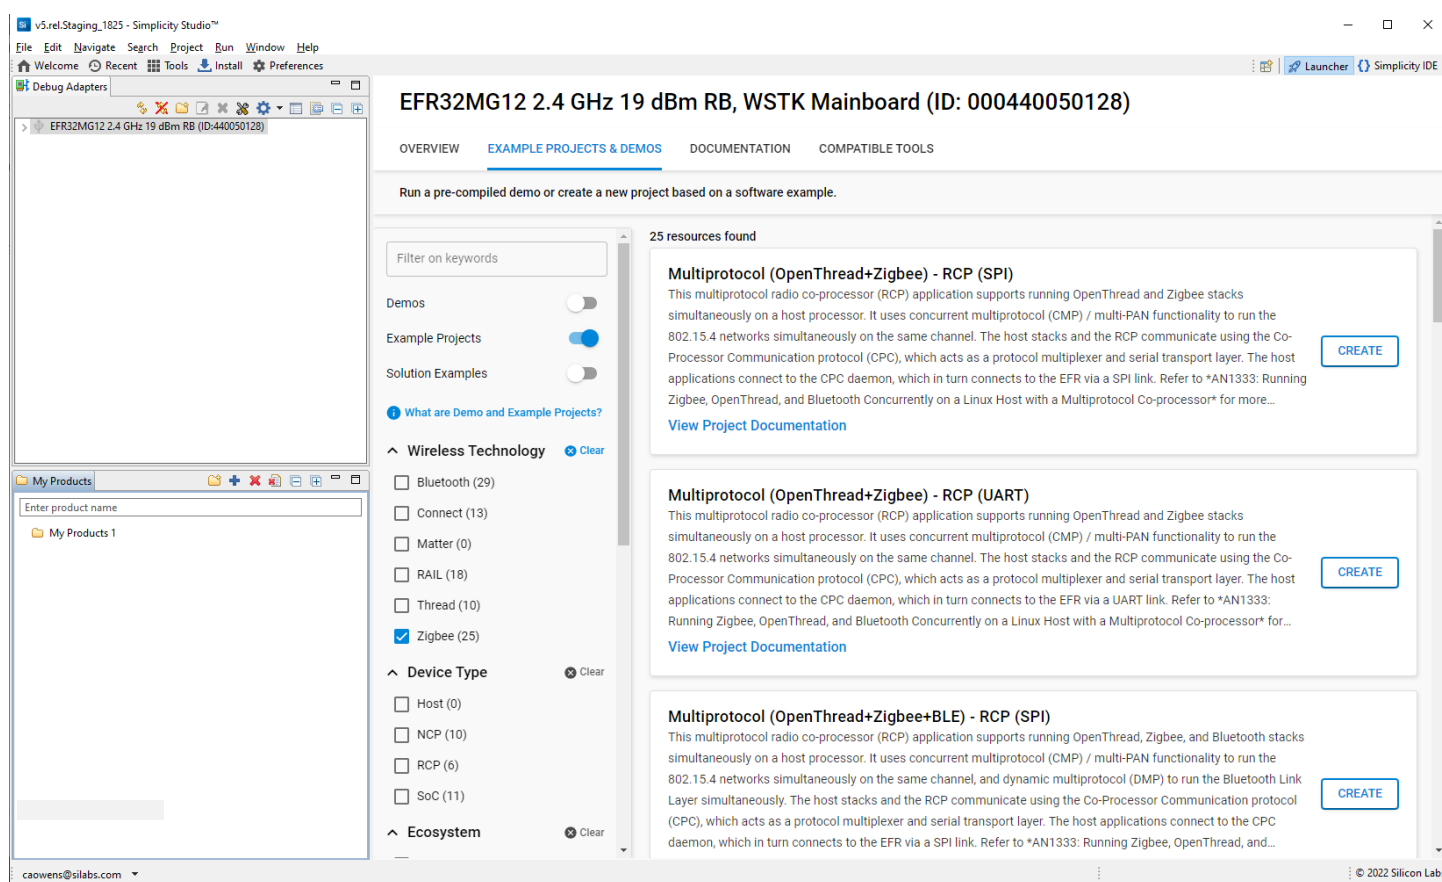 Si v5.rel.Staging_1825 - Simplicity Studio™
File Edit Navigate Search Project Run Window Help
Welcome Recent Tools Install Preferences
Launcher {} Simplicity IDE
Debug Adapters
EFR32MG12 2.4 GHz 19 dBm RB (ID:440050128)
My Products
Enter product name
My Products 1
EFR32MG12 2.4 GHz 19 dBm RB, WSTK Mainboard (ID: 000440050128)
OVERVIEW EXAMPLE PROJECTS & DEMOS DOCUMENTATION COMPATIBLE TOOLS
Run a pre-compiled demo or create a new project based on a software example.
Filter on keywords
Demos
Example Projects
Solution Examples
What are Demo and Example Projects?
Wireless Technology Clear
Bluetooth (29)
Connect (13)
Matter (0)
RAIL (18)
Thread (10)
Zigbee (25)
Device Type Clear
Host (0)
NCP (10)
RCP (6)
SoC (11)
Ecosystem Clear
25 resources found
Multiprotocol (OpenThread+Zigbee) - RCP (SPI)
This multiprotocol radio co-processor (RCP) application supports running OpenThread and Zigbee stacks
simultaneously on a host processor. It uses concurrent multiprotocol (CMP) / multi-PAN functionality to run the
802.15.4 networks simultaneously on the same channel. The host stacks and the RCP communicate using the Co-
Processor Communication protocol (CPC), which acts as a protocol multiplexer and serial transport layer. The host
applications connect to the CPC daemon, which in turn connects to the EFR via a SPI link. Refer to *AN1333: Running
Zigbee, OpenThread, and Bluetooth Concurrently on a Linux Host with a Multiprotocol Co-processor* for more...
View Project Documentation
CREATE
Multiprotocol (OpenThread+Zigbee) - RCP (UART)
This multiprotocol radio co-processor (RCP) application supports running OpenThread and Zigbee stacks
simultaneously on a host processor. It uses concurrent multiprotocol (CMP) / multi-PAN functionality to run the
802.15.4 networks simultaneously on the same channel. The host stacks and the RCP communicate using the Co-
Processor Communication protocol (CPC), which acts as a protocol multiplexer and serial transport layer. The host
applications connect to the CPC daemon, which in turn connects to the EFR via a UART link. Refer to *AN1333:
Running Zigbee, OpenThread, and Bluetooth Concurrently on a Linux Host with a Multiprotocol Co-processor* for...
View Project Documentation
CREATE
Multiprotocol (OpenThread+Zigbee+BLE) - RCP (SPI)
This multiprotocol radio co-processor (RCP) application supports running OpenThread, Zigbee, and Bluetooth stacks
simultaneously on a host processor. It uses concurrent multiprotocol (CMP) / multi-PAN functionality to run the
802.15.4 networks simultaneously on the same channel, and dynamic multiprotocol (DMP) to run the Bluetooth Link
Layer simultaneously. The host stacks and the RCP communicate using the Co-Processor Communication protocol
(CPC), which acts as a protocol multiplexer and serial transport layer. The host applications connect to the CPC
daemon, which in turn connects to the EFR via a SPI link. Refer to *AN1333: Running Zigbee, OpenThread, and...
CREATE
caowens@silabs.com
© 2022 Silicon Lab